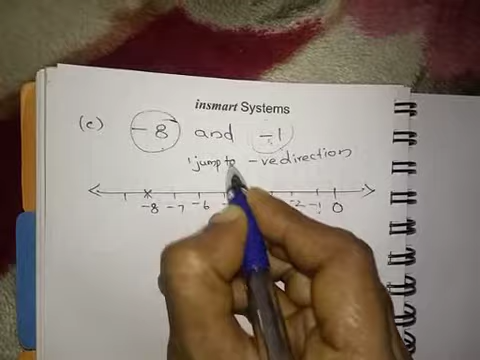 insmart Systems
(c) -8 and -1
1 jump to -ve direction
-8 -7 -6 -2 -1 0